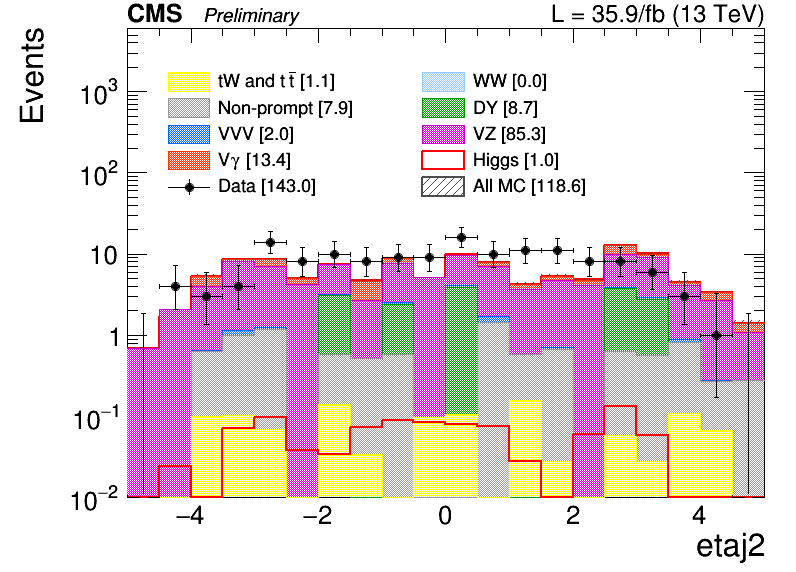 CMS Preliminary L = 35.9/fb (13 TeV)
Events
tW and t t̅ [1.1] WW [0.0]
Non-prompt [7.9] DY [8.7]
VVV [2.0] VZ [85.3]
Vγ [13.4] Higgs [1.0]
Data [143.0] All MC [118.6]
10³
10²
10
1
10⁻¹
10⁻²
−4 −2 0 2 4
etaj2